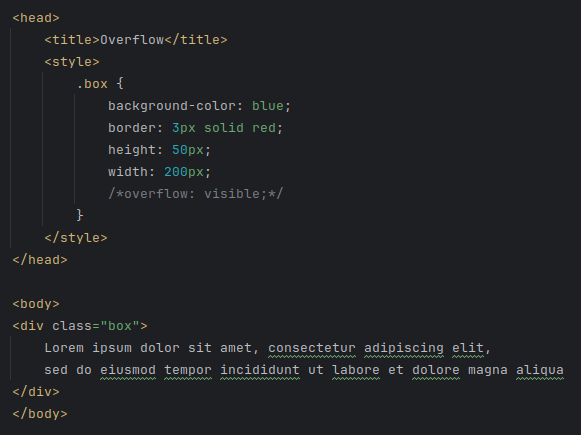 <head>
    <title>Overflow</title>
    <style>
        .box {
            background-color: blue;
            border: 3px solid red;
            height: 50px;
            width: 200px;
            /*overflow: visible;*/
        }
    </style>
</head>

<body>
<div class="box">
    Lorem ipsum dolor sit amet, consectetur adipiscing elit,
    sed do eiusmod tempor incididunt ut labore et dolore magna aliqua
</div>
</body>